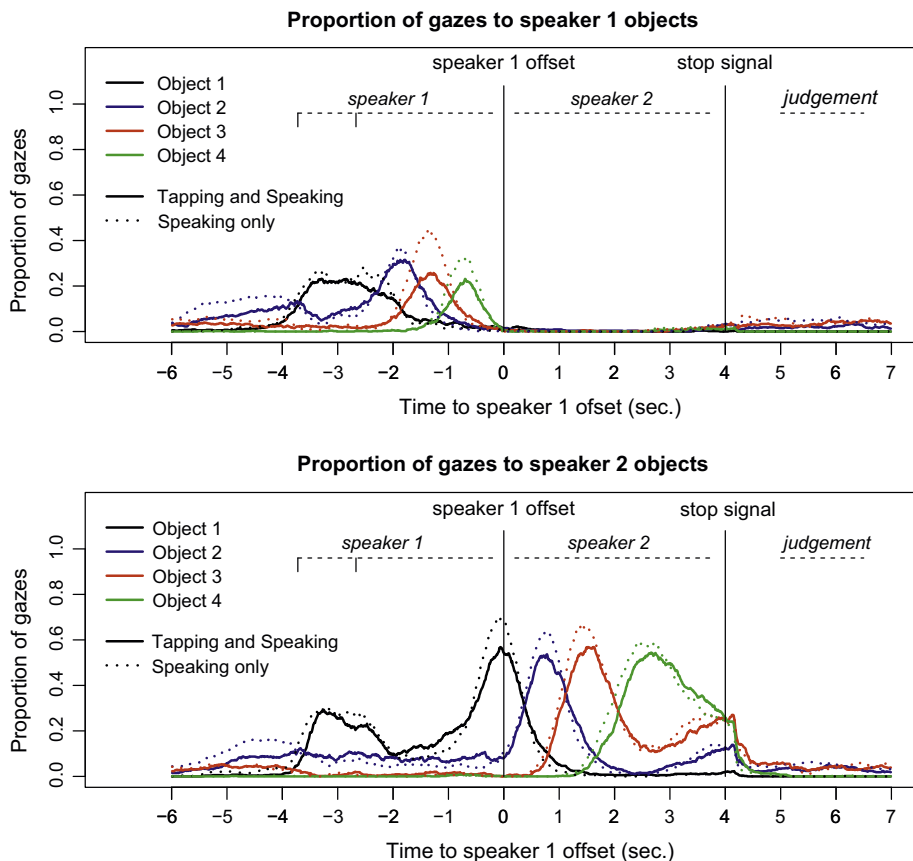 Proportion of gazes to speaker 1 objects
speaker 1 offset
stop signal
Object 1
Object 2
Object 3
Object 4
Tapping and Speaking
Speaking only
speaker 1
speaker 2
judgement
Proportion of gazes
1.0
0.8
0.6
0.4
0.2
0.0
−6 −5 −4 −3 −2 −1 0 1 2 3 4 5 6 7
Time to speaker 1 ofset (sec.)
Proportion of gazes to speaker 2 objects
speaker 1 offset
stop signal
Object 1
Object 2
Object 3
Object 4
Tapping and Speaking
Speaking only
speaker 1
speaker 2
judgement
Proportion of gazes
1.0
0.8
0.6
0.4
0.2
0.0
−6 −5 −4 −3 −2 −1 0 1 2 3 4 5 6 7
Time to speaker 1 offset (sec.)